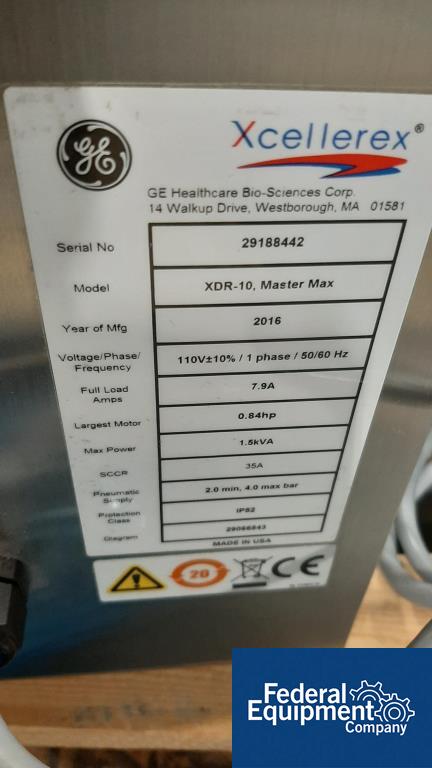 GE
Xcellerex®
GE Healthcare Bio-Sciences Corp.
14 Walkup Drive, Westborough, MA 01581
Serial No 29188442
Model XDR-10, Master Max
Year of Mfg 2016
Voltage/Phase/
Frequency 110V±10% / 1 phase / 50/60 Hz
Full Load
Amps 7.9A
Largest Motor 0.84hp
Max Power 1.5kVA
SCCR 35A
Pneumatic
Supply 2.0 min, 4.0 max bar
Protection
Class IP52
Diagram 29066843
MADE IN USA
20
CE
Federal
Equipment
Company